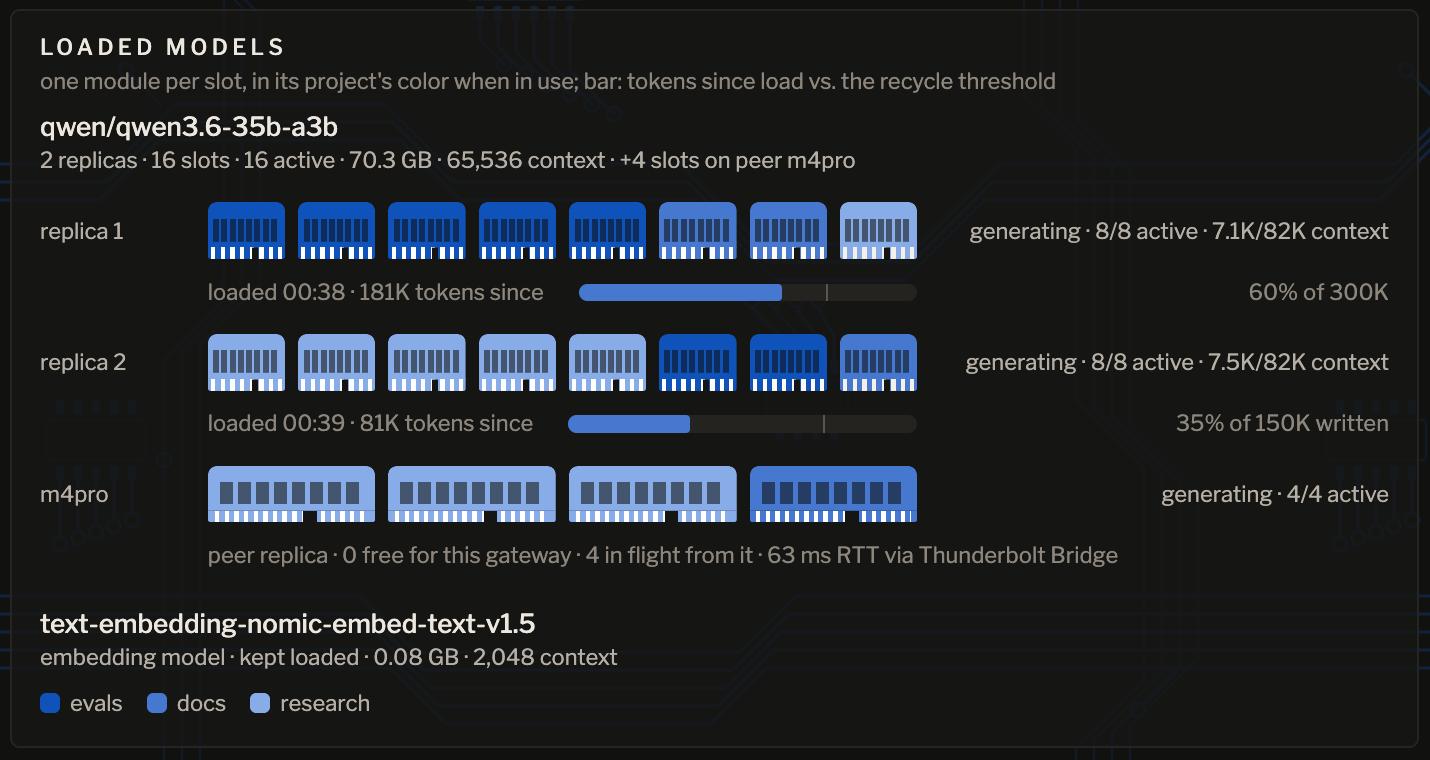 LOADED MODELS
one module per slot, in its project's color when in use; bar: tokens since load vs. the recycle threshold
qwen/qwen3.6-35b-a3b
2 replicas · 16 slots · 16 active · 70.3 GB · 65,536 context · +4 slots on peer m4pro
replica 1
generating · 8/8 active · 7.1K/82K context
loaded 00:38 · 181K tokens since
60% of 300K
replica 2
generating · 8/8 active · 7.5K/82K context
loaded 00:39 · 81K tokens since
35% of 150K written
m4pro
generating · 4/4 active
peer replica · 0 free for this gateway · 4 in flight from it · 63 ms RTT via Thunderbolt Bridge
text-embedding-nomic-embed-text-v1.5
embedding model · kept loaded · 0.08 GB · 2,048 context
evals
docs
research